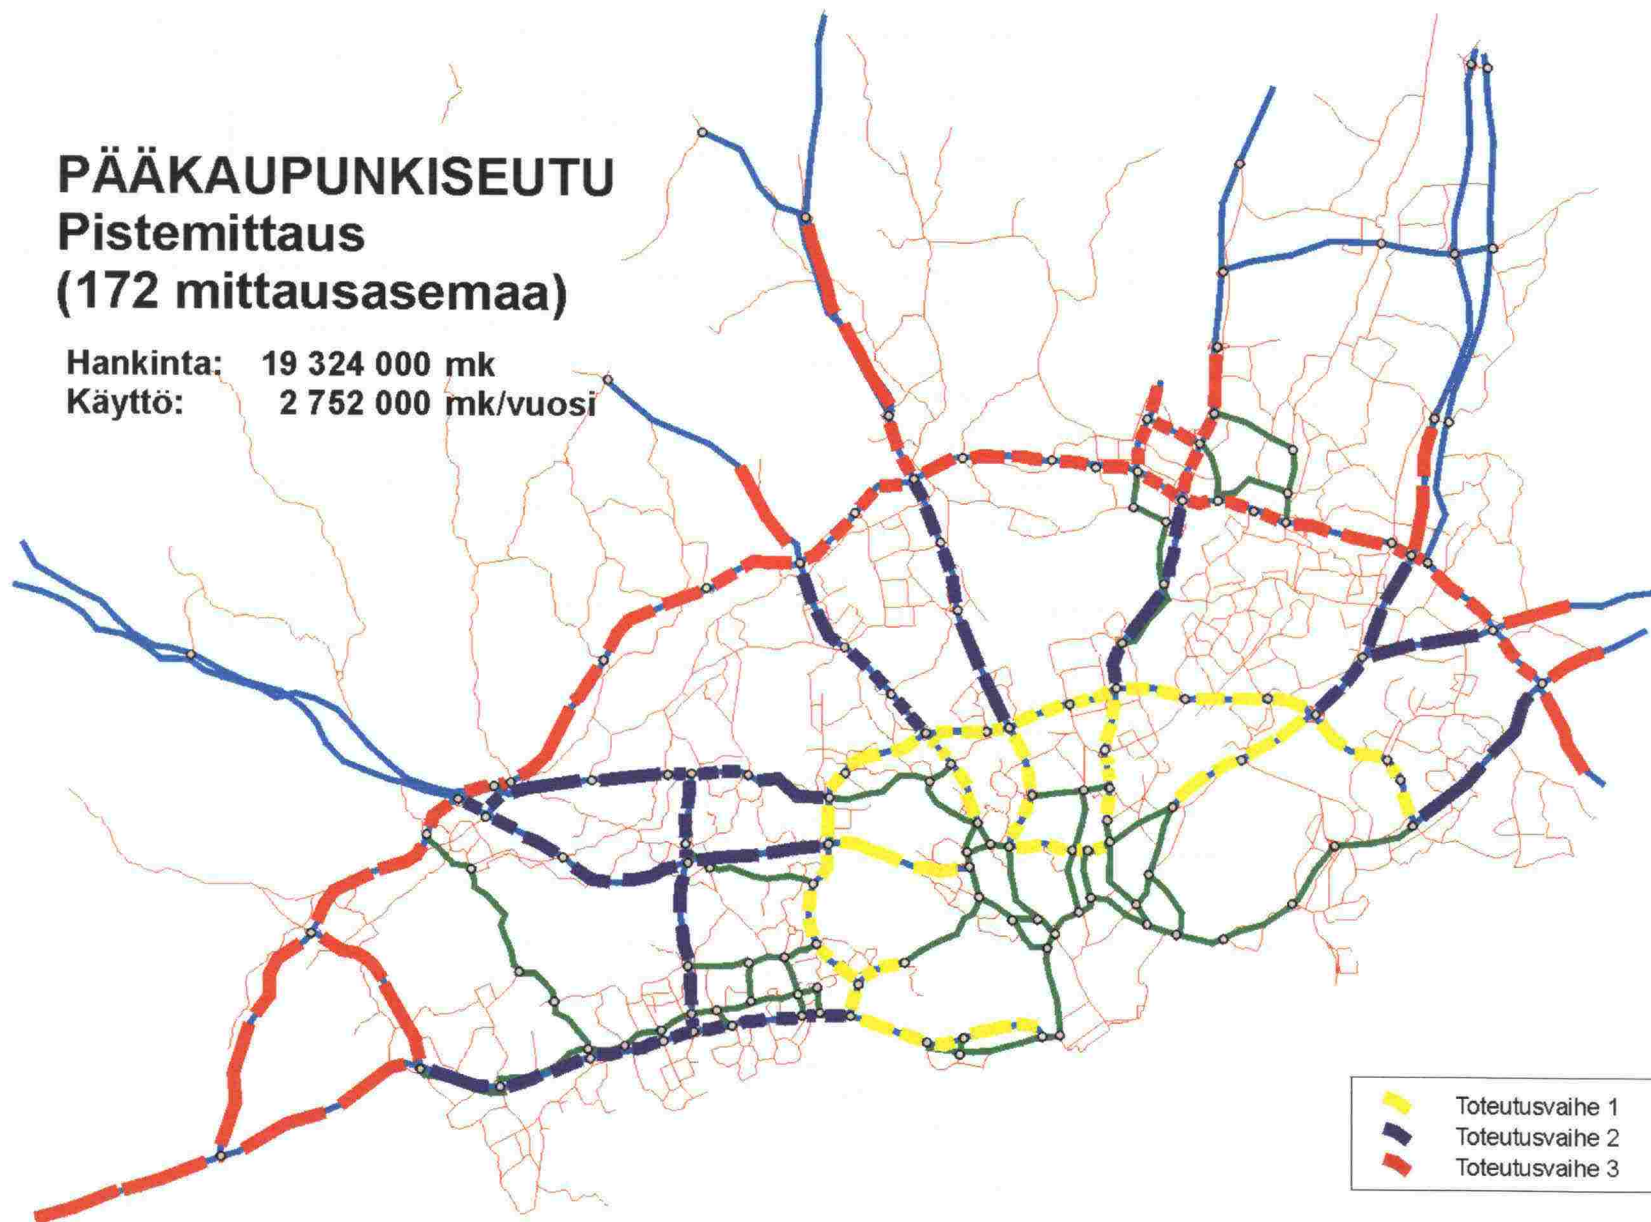 PÄÄKAUPUNKISEUTU
Pistemittaus
(172 mittausasemaa)
Hankinta: 19 324 000 mk
Käyttö: 2 752 000 mk/vuosi
Toteutusvaihe 1
Toteutusvaihe 2
Toteutusvaihe 3